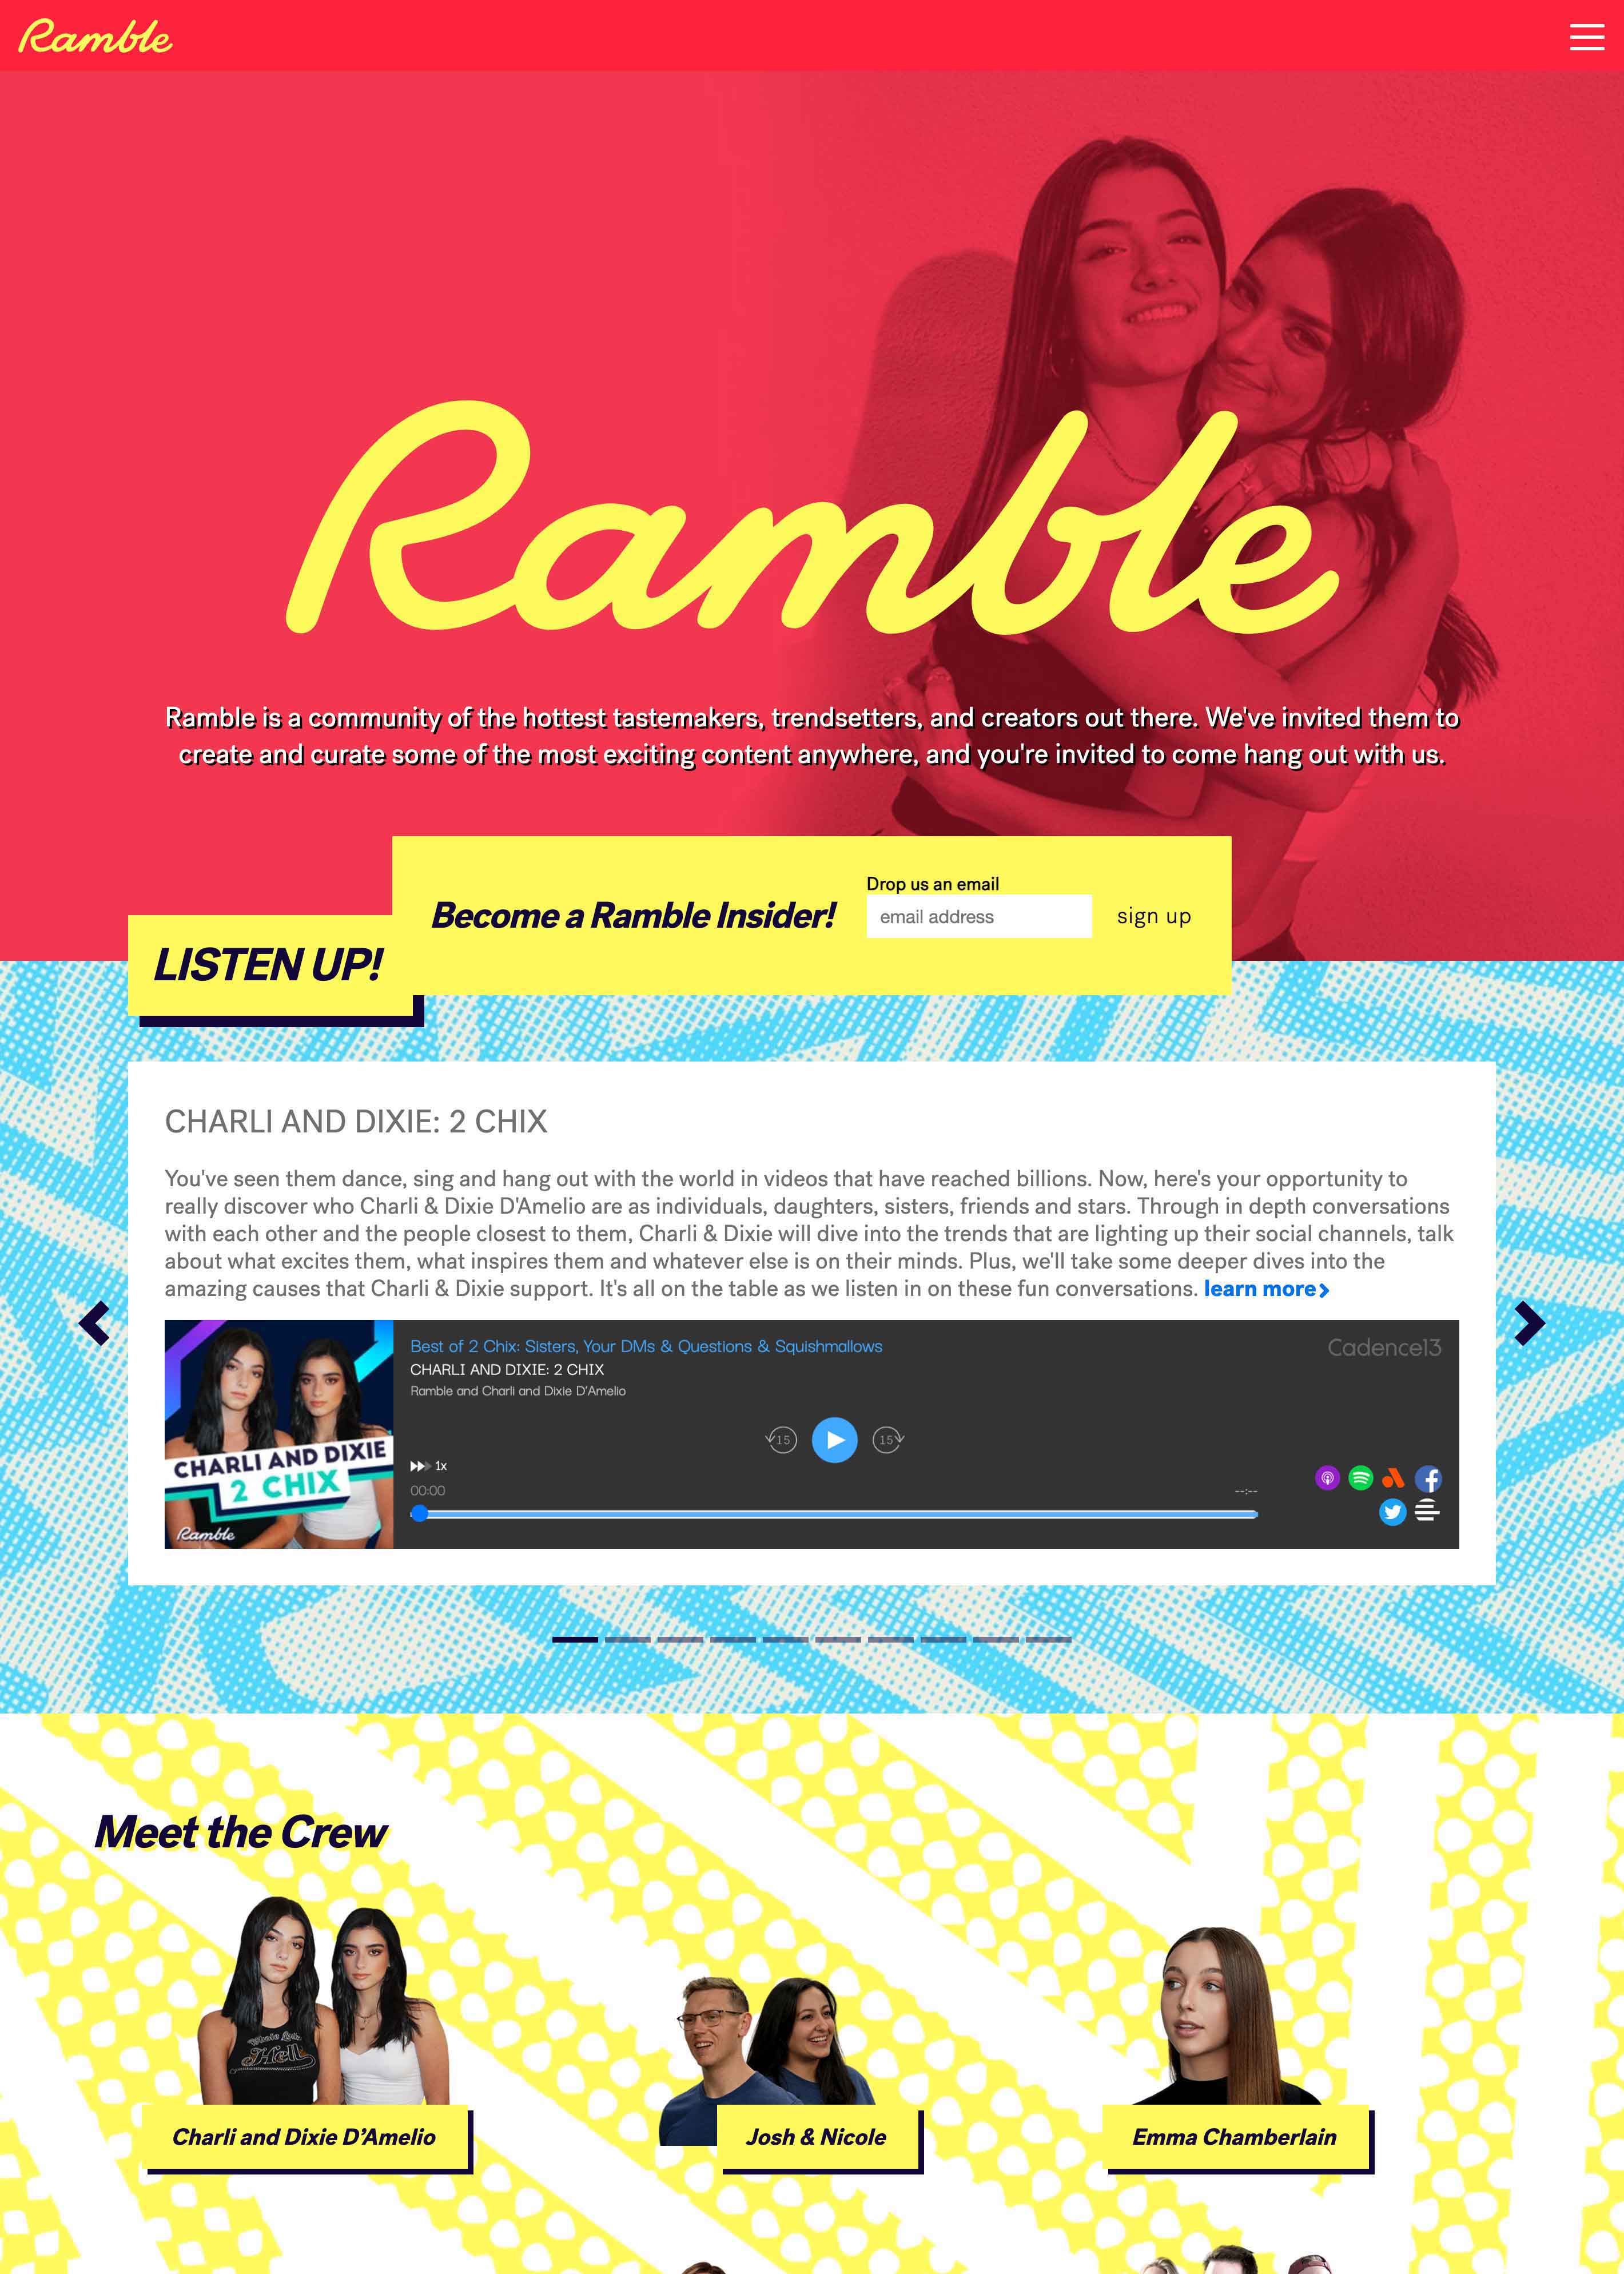 Ramble
Ramble
Ramble is a community of the hottest tastemakers, trendsetters, and creators out there. We've invited them to
create and curate some of the most exciting content anywhere, and you're invited to come hang out with us.
Become a Ramble Insider!
Drop us an email
email address
sign up
LISTEN UP!
CHARLI AND DIXIE: 2 CHIX
You've seen them dance, sing and hang out with the world in videos that have reached billions. Now, here's your opportunity to
really discover who Charli & Dixie D'Amelio are as individuals, daughters, sisters, friends and stars. Through in depth conversations
with each other and the people closest to them, Charli & Dixie will dive into the trends that are lighting up their social channels, talk
about what excites them, what inspires them and whatever else is on their minds. Plus, we'll take some deeper dives into the
amazing causes that Charli & Dixie support. It's all on the table as we listen in on these fun conversations. learn more
CHARLI AND DIXIE
2 CHIX
Ramble
Best of 2 Chix: Sisters, Your DMs & Questions & Squishmallows
CHARLI AND DIXIE: 2 CHIX
Ramble and Charli and Dixie D'Amelio
Cadence13
15
15
1x
00:00
--:--
Meet the Crew
Hell
Charli and Dixie D’Amelio
Josh & Nicole
Emma Chamberlain